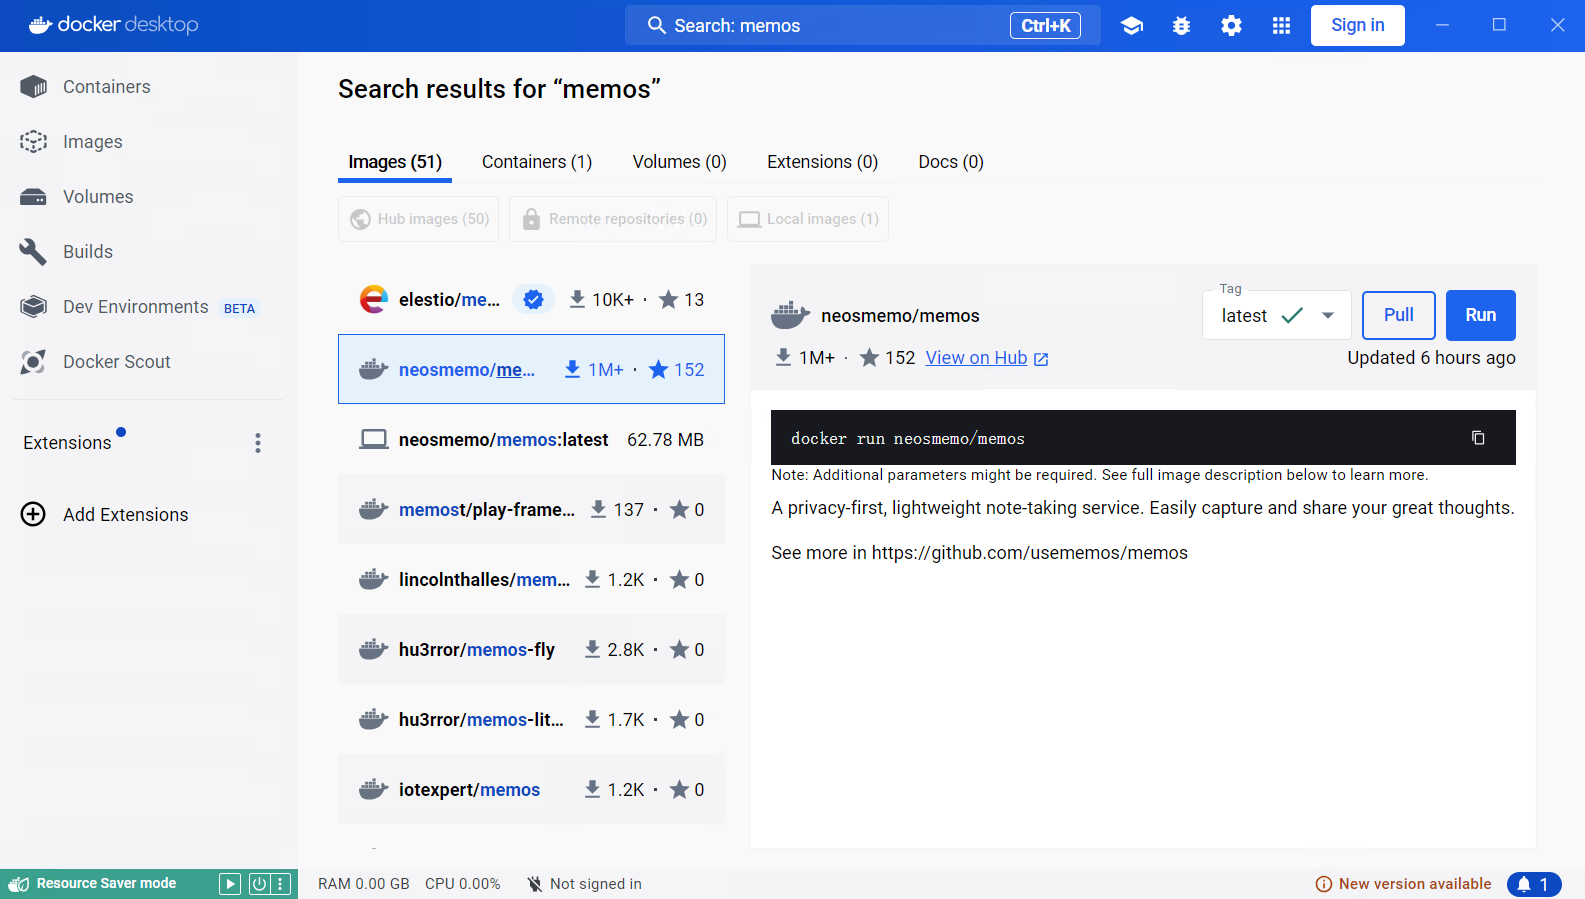 docker desktop
Search: memos
Ctrl+K
Sign in
Containers
Images
Volumes
Builds
Dev Environments BETA
Docker Scout
Extensions
Add Extensions
Search results for “memos”
Images (51)
Containers (1)
Volumes (0)
Extensions (0)
Docs (0)
Hub images (50)
Remote repositories (0)
Local images (1)
elestio/me... 10K+ · 13
neosmemo/me... 1M+ · 152
neosmemo/memos:latest 62.78 MB
memost/play-frame... 137 · 0
lincolnthalles/mem... 1.2K · 0
hu3rror/memos-fly 2.8K · 0
hu3rror/memos-lit... 1.7K · 0
iotexpert/memos 1.2K · 0
neosmemo/memos
Tag
latest
Pull
Run
1M+ · 152 View on Hub
Updated 6 hours ago
docker run neosmemo/memos
Note: Additional parameters might be required. See full image description below to learn more.
A privacy-first, lightweight note-taking service. Easily capture and share your great thoughts.
See more in https://github.com/usememos/memos
Resource Saver mode
RAM 0.00 GB
CPU 0.00%
Not signed in
New version available
1